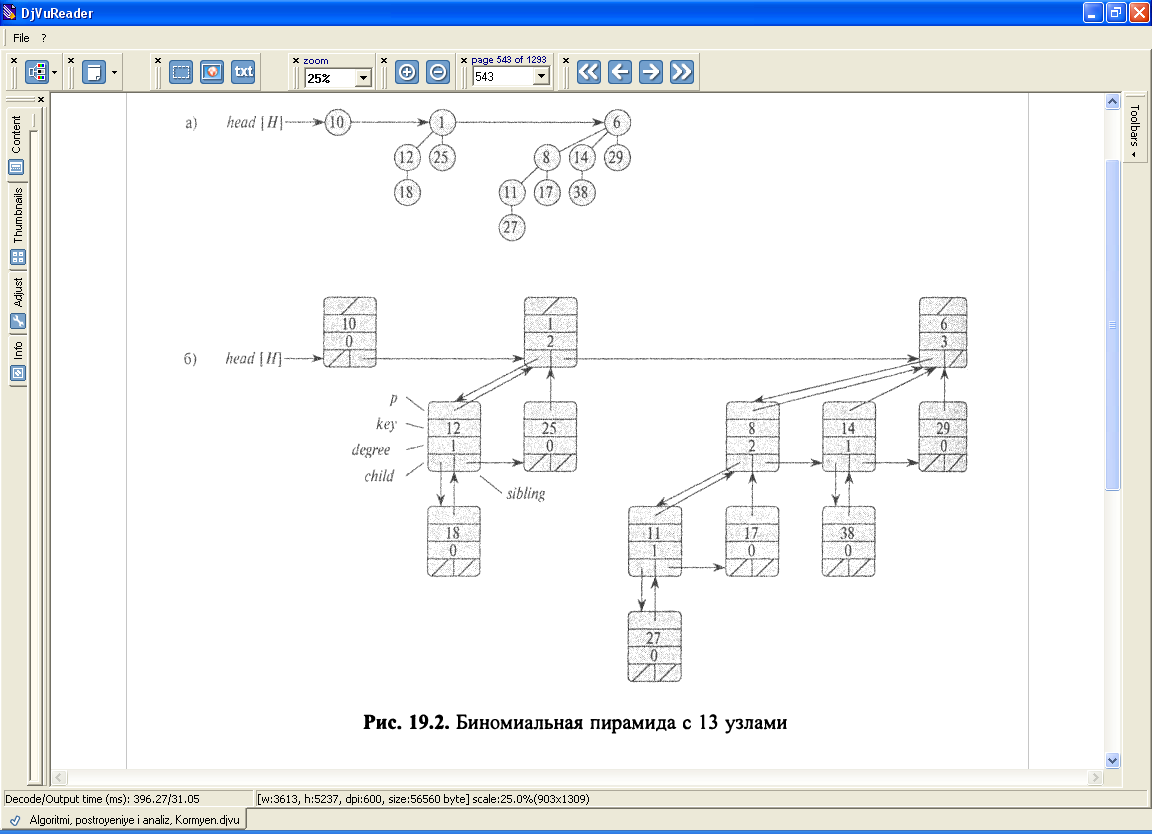 DjVuReader
File ?
zoom
25%
txt
page 543 of 1293
543
Content
Thumbnails
Adjust
Info
Toolbars
а) head [H] 10 1 6
12 25 8 14 29
18 11 17 38
27
10 1 6
0 2 3
б) head [H]
p
key 12 25 8 14 29
degree 1 0 2 1 0
child
sibling
18 11 17 38
0 1 0 0
27
0
Рис. 19.2. Биномиальная пирамида с 13 узлами
Decode/Output time (ms): 396.27/31.05 [w:3613, h:5237, dpi:600, size:56560 byte] scale:25.0%(903x1309)
Algoritmi, postroyeniye i analiz, Kormyen.djvu